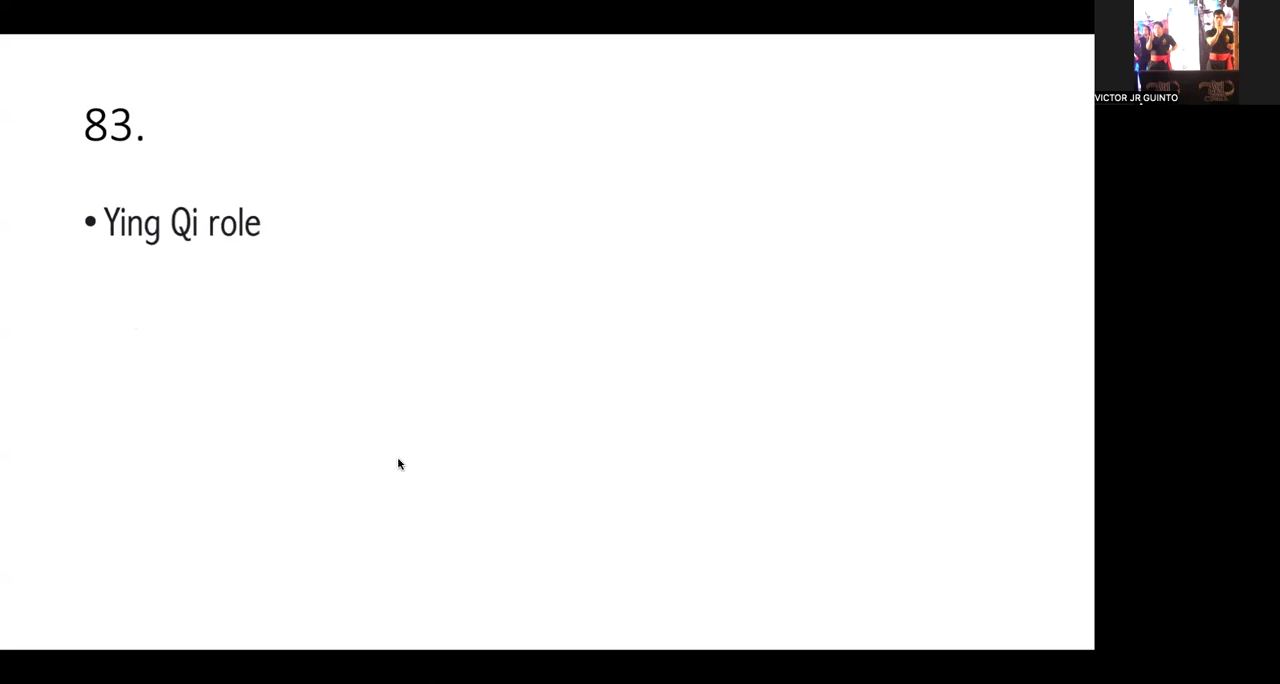 83.
• Ying Qi role
VICTOR JR GUINTO